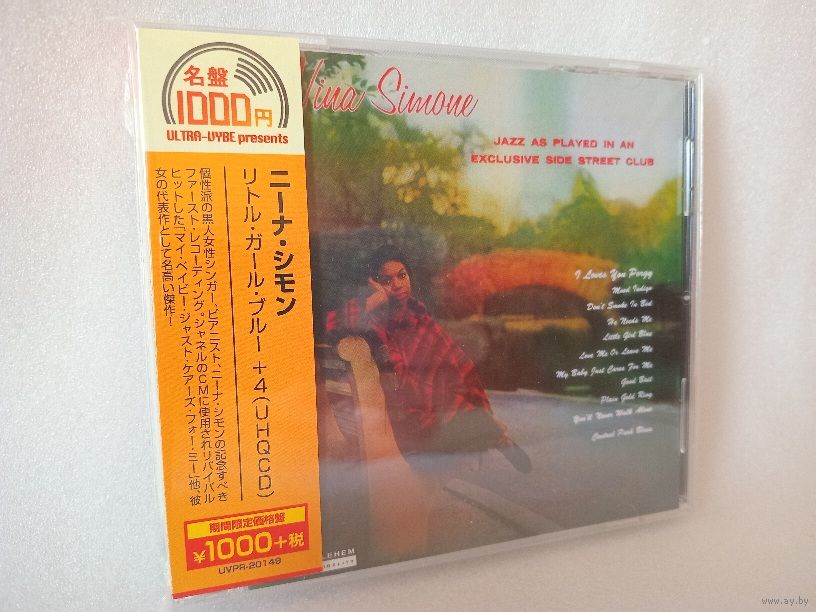 名盤
1000円
ULTRA-VYBE presents
ニーナ・シモン
リトル・ガール・ブルー +4(UHQCD)
個性派の黒人女性シンガー、ピアニスト、ニーナ・シモンの記念すべき
ファースト・レコーディング。シャネルのCMに使用されリバイバル
ヒットした「マイ・ベイビー・ジャスト・ケアーズ・フォー・ミー」他、彼
女の代表作として名高い傑作!
期間限定価格盤
¥1000+税
UVPR-20149
Nina Simone
JAZZ AS PLAYED IN AN
EXCLUSIVE SIDE STREET CLUB
I Loves You Porgy
Mood Indigo
Don't Smoke In Bed
He Needs Me
Little Girl Blue
Love Me Or Leave Me
My Baby Just Cares For Me
Good Bait
Plain Gold Ring
You'll Never Walk Alone
Central Park Blues
LEHEM
www.ay.by